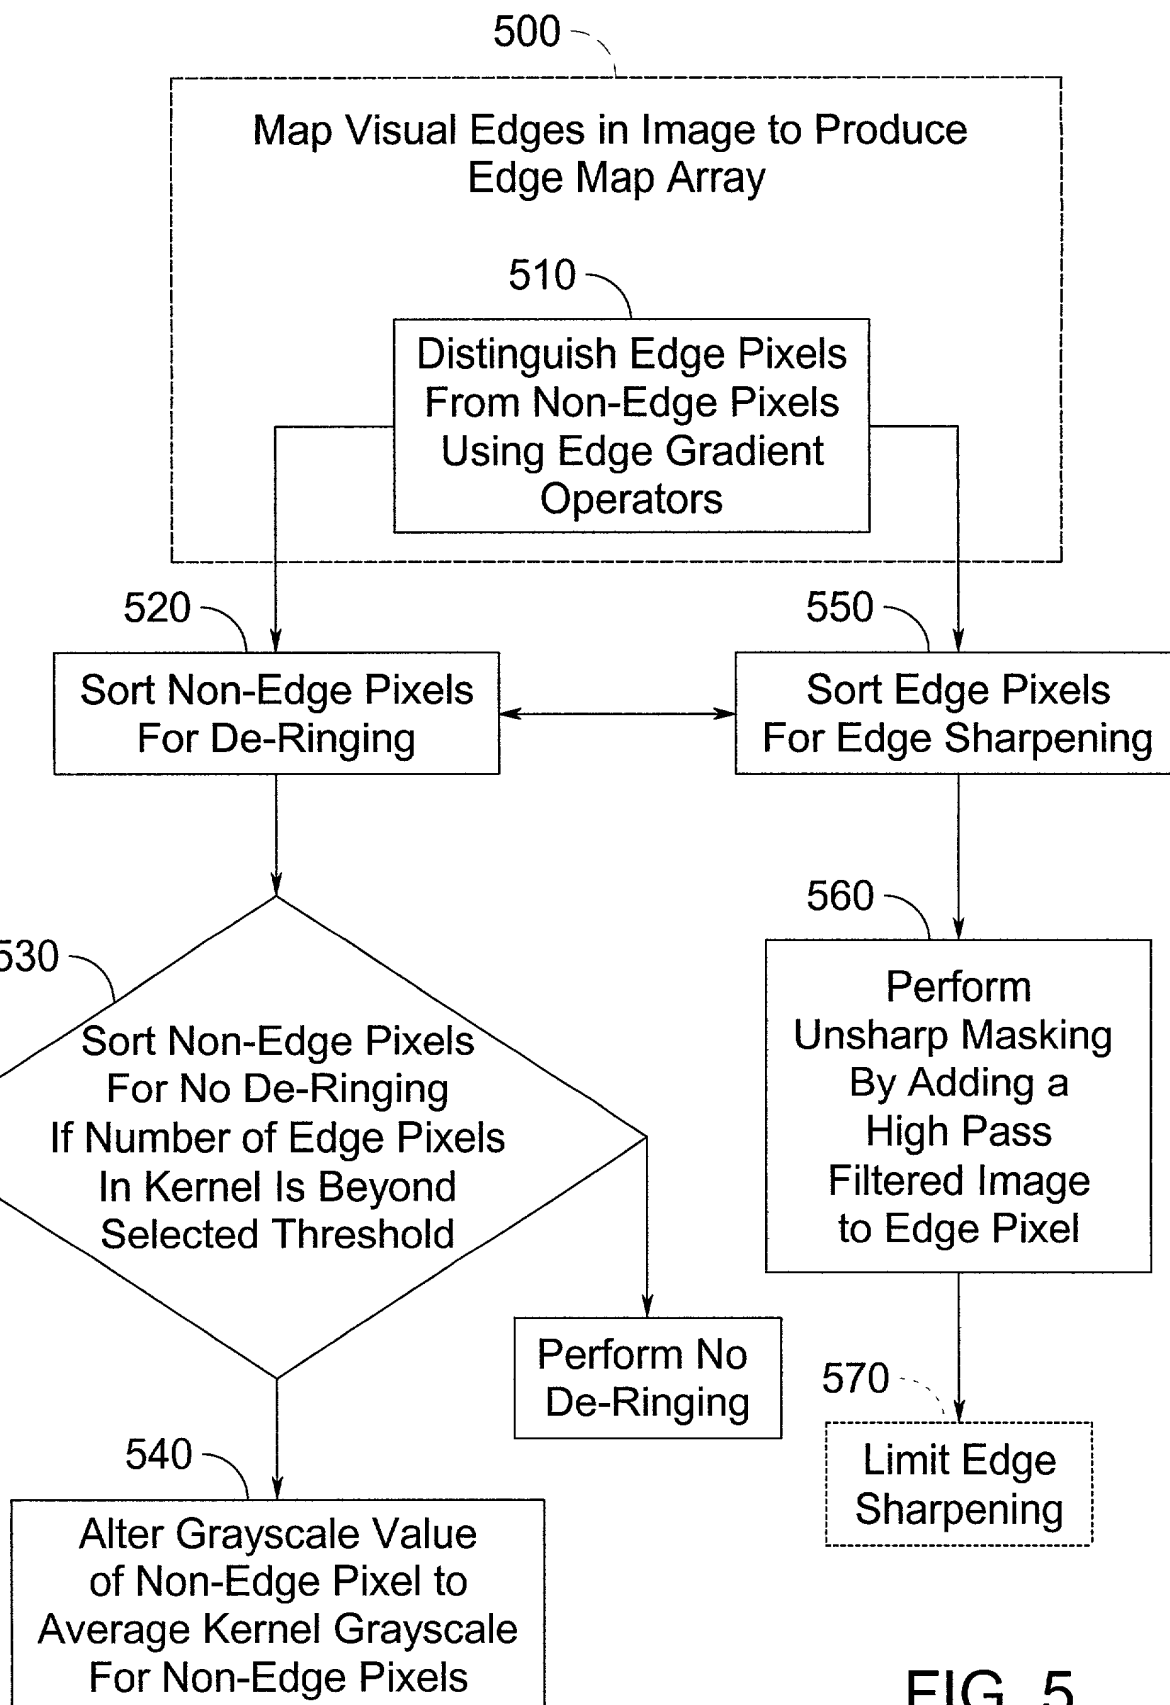 500
Map Visual Edges in Image to Produce
Edge Map Array
510
Distinguish Edge Pixels
From Non-Edge Pixels
Using Edge Gradient
Operators
520
Sort Non-Edge Pixels
For De-Ringing
550
Sort Edge Pixels
For Edge Sharpening
530
Sort Non-Edge Pixels
For No De-Ringing
If Number of Edge Pixels
In Kernel Is Beyond
Selected Threshold
560
Perform
Unsharp Masking
By Adding a
High Pass
Filtered Image
to Edge Pixel
Perform No
De-Ringing
570
Limit Edge
Sharpening
540
Alter Grayscale Value
of Non-Edge Pixel to
Average Kernel Grayscale
For Non-Edge Pixels
FIG. 5